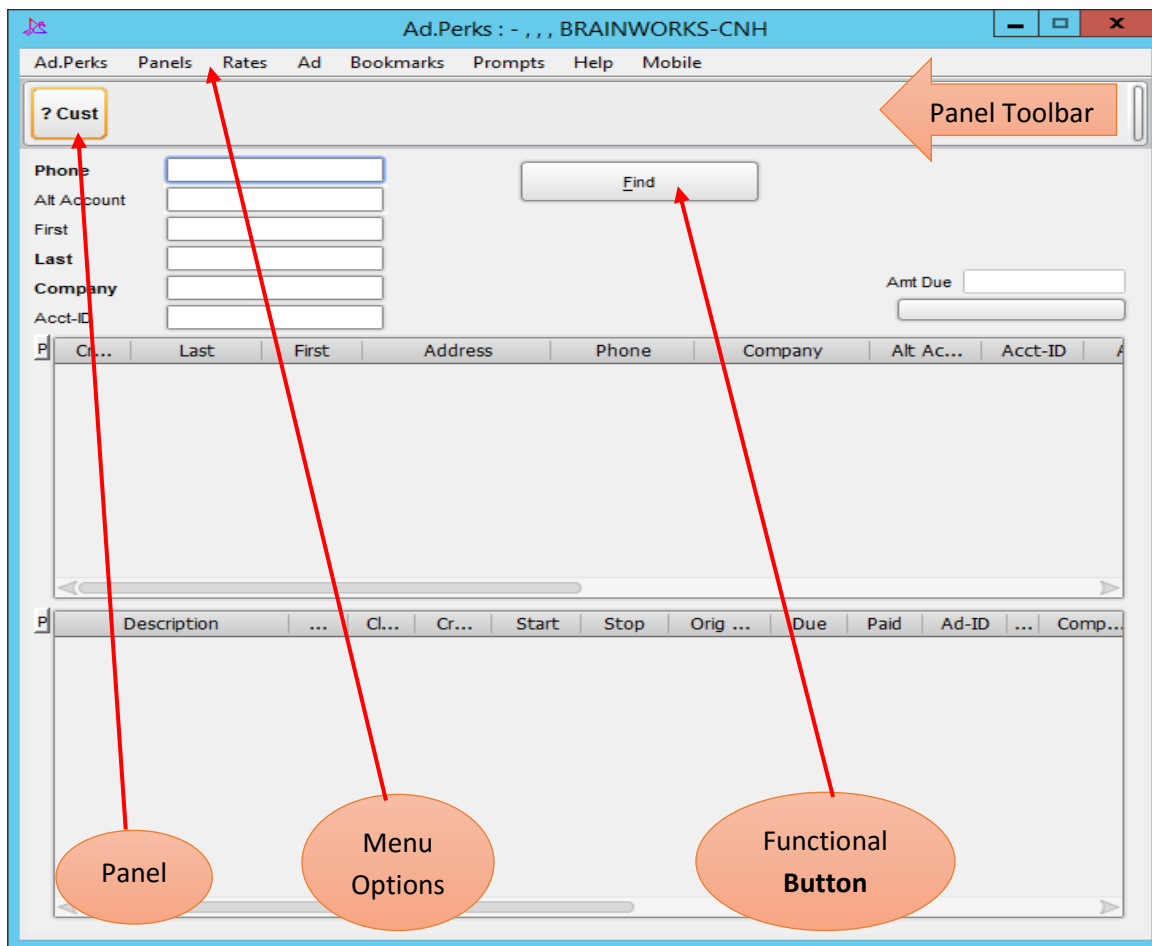 Ad.Perks : - , , , BRAINWORKS-CNH
Ad.Perks Panels Rates Ad Bookmarks Prompts Help Mobile
? Cust
Panel Toolbar
Phone
Find
Alt Account
First
Last
Company
Amt Due
Acct-ID
P Cr... Last First Address Phone Company Alt Ac... Acct-ID A
P Description ... Cl... Cr... Start Stop Orig ... Due Paid Ad-ID ... Comp...
Panel
Menu
Options
Functional
Button